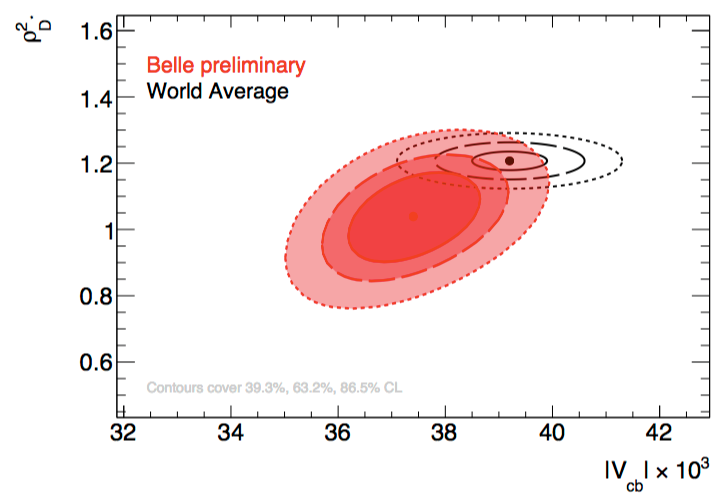 ρ²D*
1.6
Belle preliminary
World Average
1.4
1.2
1
0.8
0.6
Contours cover 39.3%, 63.2%, 86.5% CL
32 34 36 38 40 42
|Vcb| × 10³